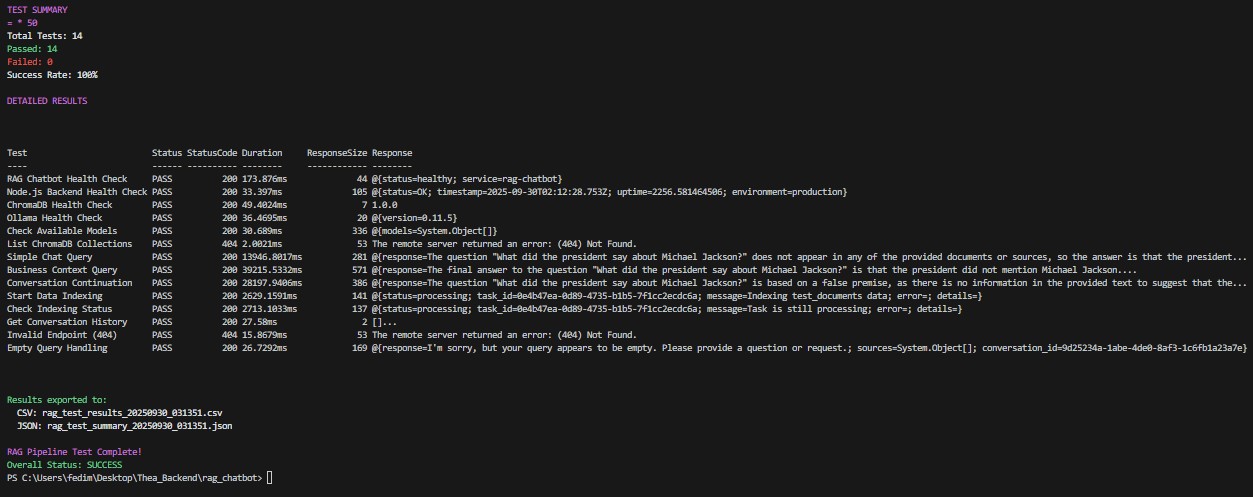 TEST SUMMARY
= * 50
Total Tests: 14
Passed: 14
Failed: 0
Success Rate: 100%
DETAILED RESULTS
Test Status StatusCode Duration ResponseSize Response
---- ------ ---------- -------- ------------ --------
RAG Chatbot Health Check PASS 200 173.876ms 44 @{status=healthy; service=rag-chatbot}
Node.js Backend Health Check PASS 200 33.397ms 105 @{status=OK; timestamp=2025-09-30T02:12:28.753Z; uptime=2256.581464506; environment=production}
ChromaDB Health Check PASS 200 49.4024ms 7 1.0.0
Ollama Health Check PASS 200 36.4695ms 20 @{version=0.11.5}
Check Available Models PASS 200 30.689ms 336 @{models=System.Object[]}
List ChromaDB Collections PASS 404 2.0021ms 53 The remote server returned an error: (404) Not Found.
Simple Chat Query PASS 200 13946.8017ms 281 @{response=The question "What did the president say about Michael Jackson?" does not appear in any of the provided documents or sources, so the answer is that the president...
Business Context Query PASS 200 39215.5332ms 571 @{response=The final answer to the question "What did the president say about Michael Jackson?" is that the president did not mention Michael Jackson....
Conversation Continuation PASS 200 28197.9406ms 386 @{response=The question "What did the president say about Michael Jackson?" is based on a false premise, as there is no information in the provided text to suggest that the...
Start Data Indexing PASS 200 2629.1591ms 141 @{status=processing; task_id=0e4b47ea-0d89-4735-b1b5-7f1cc2ecdc6a; message=Indexing test_documents data; error=; details=}
Check Indexing Status PASS 200 2713.1033ms 137 @{status=processing; task_id=0e4b47ea-0d89-4735-b1b5-7f1cc2ecdc6a; message=Task is still processing; error=; details=}
Get Conversation History PASS 200 27.58ms 2 []...
Invalid Endpoint (404) PASS 404 15.8679ms 53 The remote server returned an error: (404) Not Found.
Empty Query Handling PASS 200 26.7292ms 169 @{response=I'm sorry, but your query appears to be empty. Please provide a question or request.; sources=System.Object[]; conversation_id=9d25234a-1abe-4de0-8af3-1c6fb1a23a7e}
Results exported to:
CSV: rag_test_results_20250930_031351.csv
JSON: rag_test_summary_20250930_031351.json
RAG Pipeline Test Complete!
Overall Status: SUCCESS
PS C:\Users\fedim\Desktop\Thea_Backend\rag_chatbot>